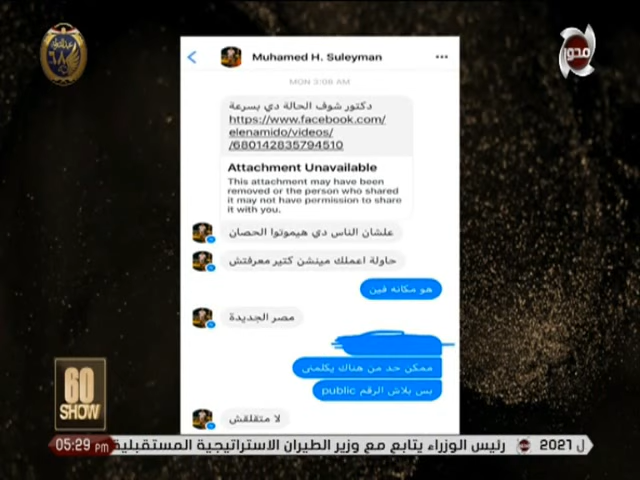 محور
Muhamed H. Suleyman
MON 3:08 AM
دكتور شوف الحالة دي بسرعة
https://www.facebook.com/
elenamido/videos/
/680142835794510
Attachment Unavailable
This attachment may have been
removed or the person who shared
it may not have permission to share
it with you.
علشان الناس دي هيموتوا الحصان
حاولة اعملك مينشن كتير معرفتش
هو مكانه فين
مصر الجديدة
ممكن حد من هناك يكلمنى
بس بلاش الرقم public
لا متقلقش
60
SHOW
05:29 PM
رئيس الوزراء يتابع مع وزير الطيران الاستراتيجية المستقبلية
ل 2021